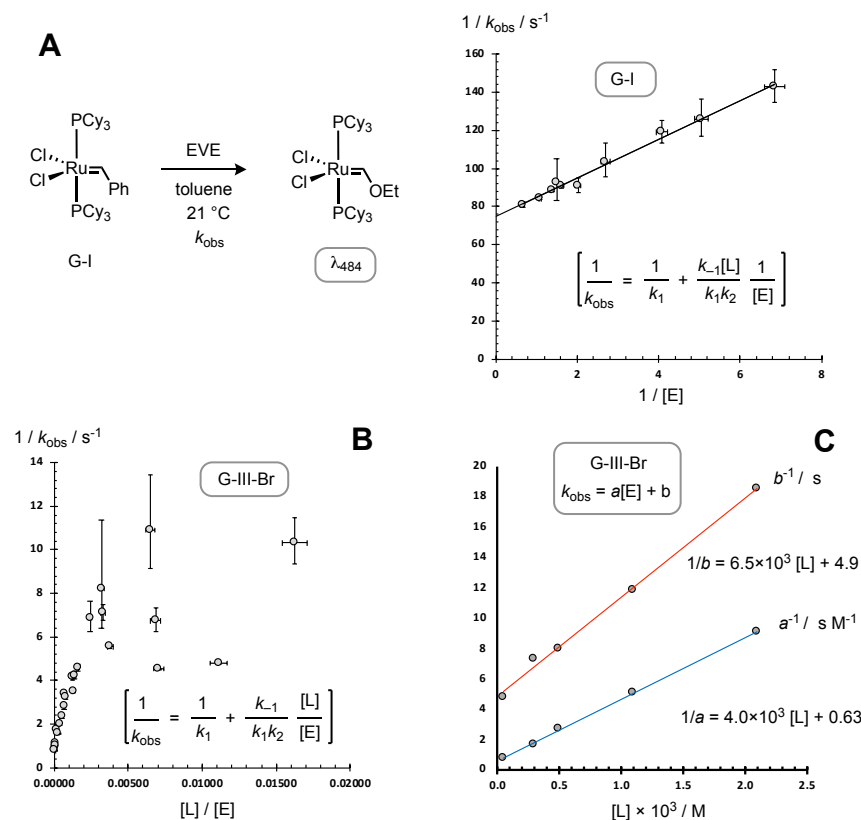 A
PCy3
Cl
Cl
Ru
Ph
PCy3
G-I
EVE
toluene
21 °C
kobs
PCy3
Cl
Cl
Ru
OEt
PCy3
λ484
1 / kobs / s-1
G-I
160
140
120
100
80
60
40
20
0
[ 1/kobs = 1/k1 + k–1[L]/k1k2 1/[E] ]
0 2 4 6 8
1 / [E]
1 / kobs / s-1
B
G-III-Br
14
12
10
8
6
4
2
0
[ 1/kobs = 1/k1 + k–1/k1k2 [L]/[E] ]
0.00000 0.00500 0.01000 0.01500 0.02000
[L] / [E]
C
G-III-Br
kobs = a[E] + b
20
18
16
14
12
10
8
6
4
2
0
b-1 / s
1/b = 6.5×103 [L] + 4.9
a-1 / s M-1
1/a = 4.0×103 [L] + 0.63
0.0 0.5 1.0 1.5 2.0 2.5
[L] × 103 / M